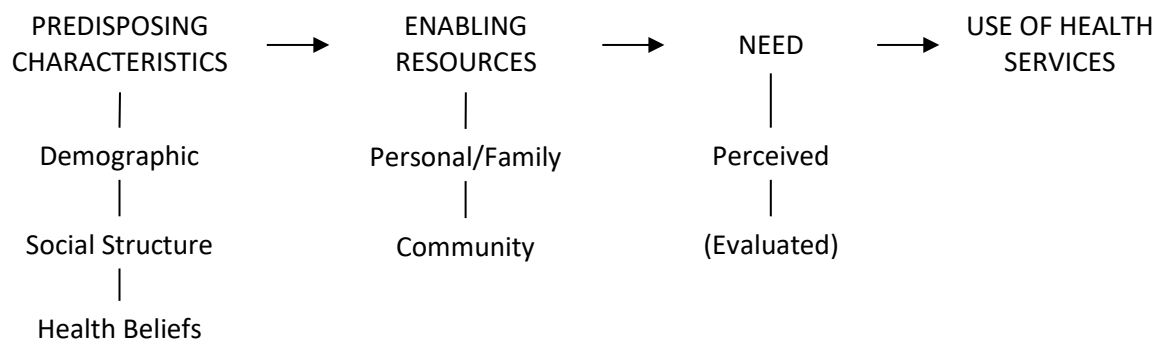 PREDISPOSING
CHARACTERISTICS
ENABLING
RESOURCES
NEED
USE OF HEALTH
SERVICES
Demographic
Personal/Family
Perceived
Social Structure
Community
(Evaluated)
Health Beliefs